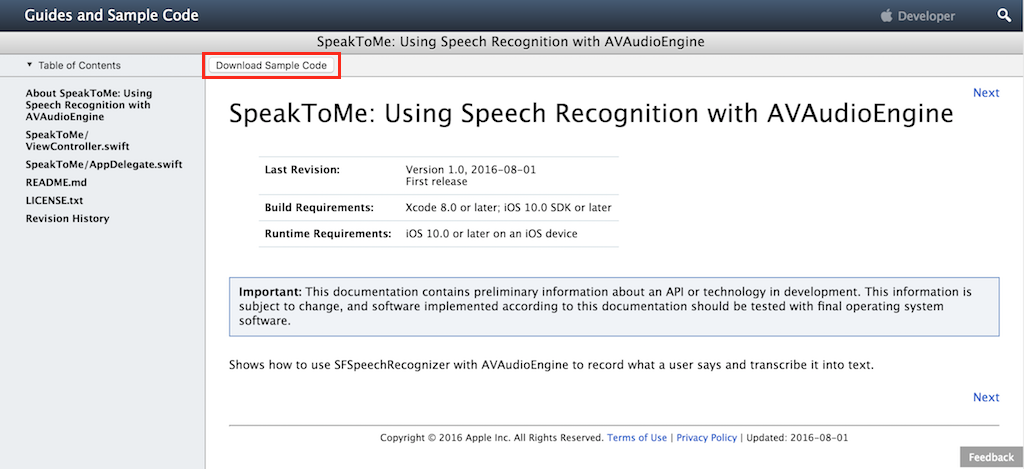 Guides and Sample Code
Developer
SpeakToMe: Using Speech Recognition with AVAudioEngine
Table of Contents
Download Sample Code
About SpeakToMe: Using
Speech Recognition with
AVAudioEngine
SpeakToMe/
ViewController.swift
SpeakToMe/AppDelegate.swift
README.md
LICENSE.txt
Revision History
Next
SpeakToMe: Using Speech Recognition with AVAudioEngine
Last Revision: Version 1.0, 2016-08-01
First release
Build Requirements: Xcode 8.0 or later; iOS 10.0 SDK or later
Runtime Requirements: iOS 10.0 or later on an iOS device
Important: This documentation contains preliminary information about an API or technology in development. This information is
subject to change, and software implemented according to this documentation should be tested with final operating system
software.
Shows how to use SFSpeechRecognizer with AVAudioEngine to record what a user says and transcribe it into text.
Next
Copyright © 2016 Apple Inc. All Rights Reserved. Terms of Use | Privacy Policy | Updated: 2016-08-01
Feedback